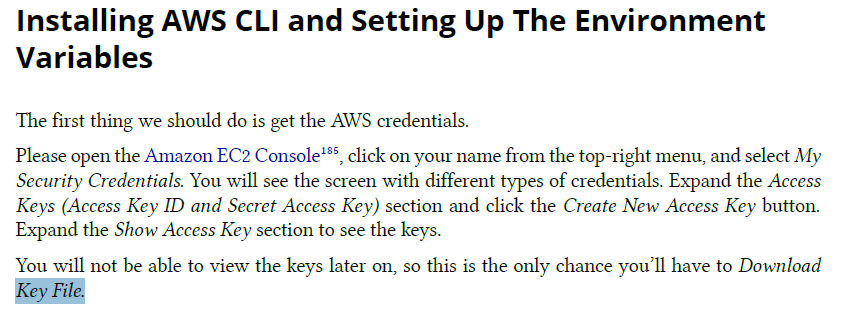 Installing AWS CLI and Setting Up The Environment
Variables
The first thing we should do is get the AWS credentials.
Please open the Amazon EC2 Console¹⁸⁵, click on your name from the top-right menu, and select My
Security Credentials. You will see the screen with different types of credentials. Expand the Access
Keys (Access Key ID and Secret Access Key) section and click the Create New Access Key button.
Expand the Show Access Key section to see the keys.
You will not be able to view the keys later on, so this is the only chance you’ll have to Download
Key File.